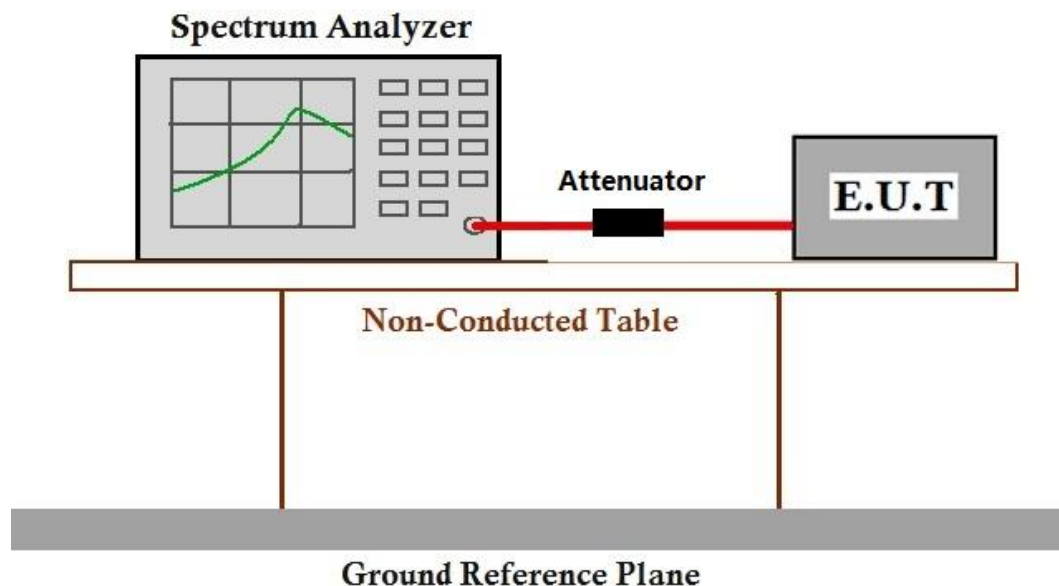 Spectrum Analyzer
Attenuator
E.U.T
Non-Conducted Table
Ground Reference Plane